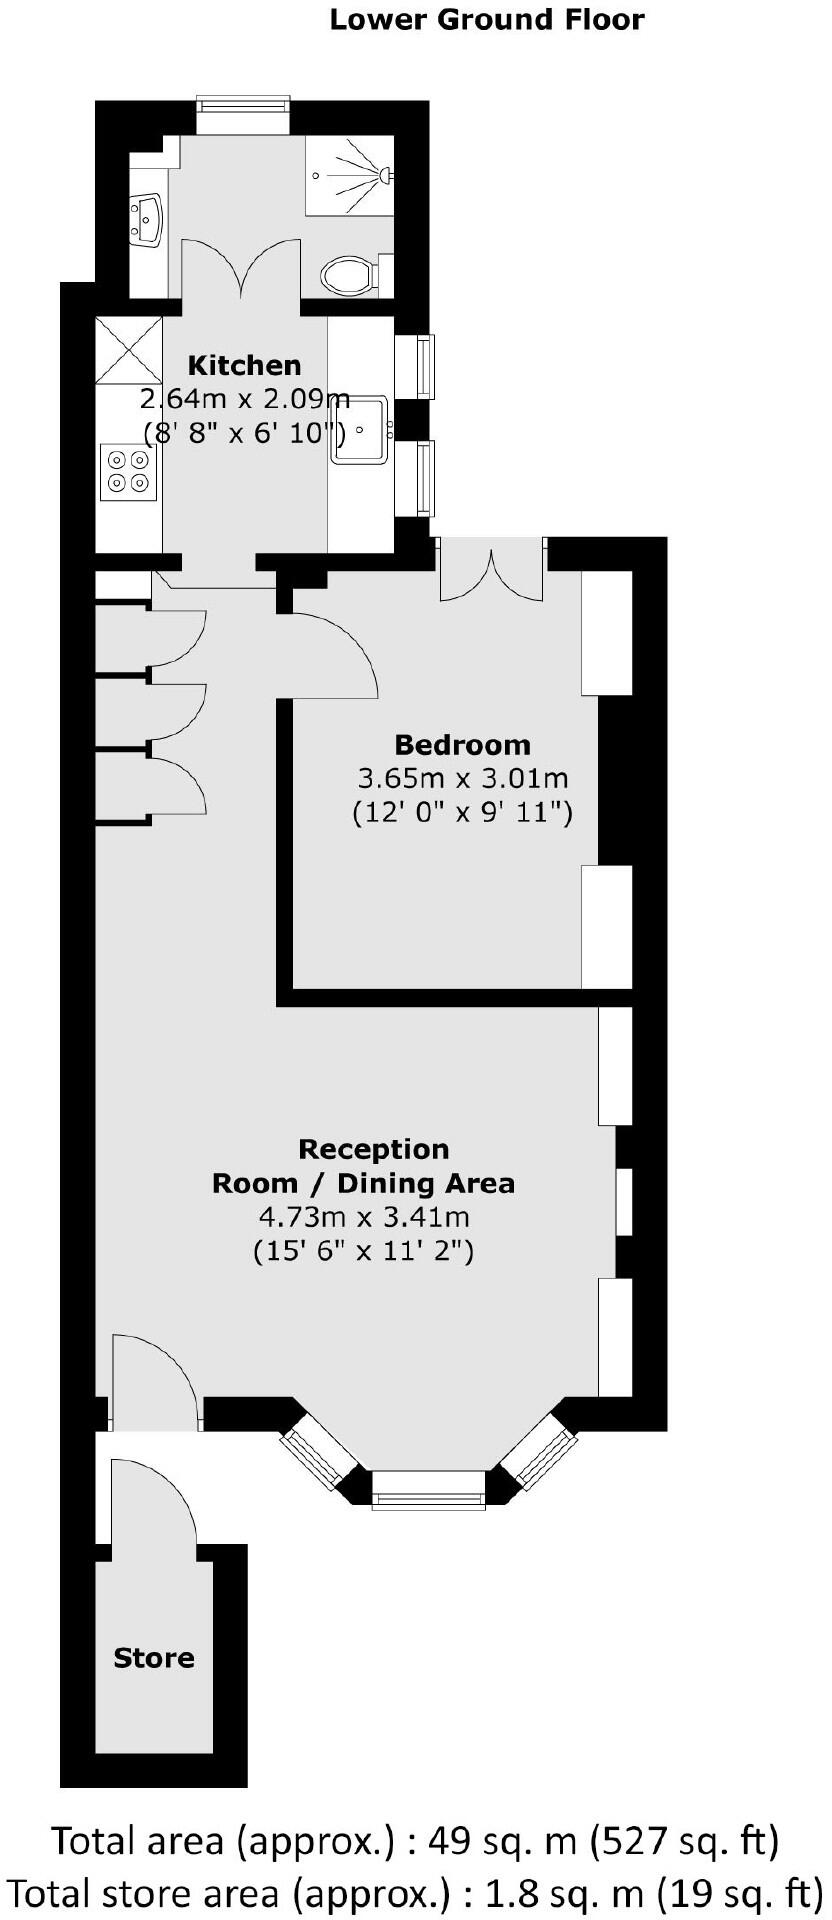 Lower Ground Floor
Kitchen
2.64m x 2.09m
(8' 8" x 6' 10")
Bedroom
3.65m x 3.01m
(12' 0" x 9' 11")
Reception
Room / Dining Area
4.73m x 3.41m
(15' 6" x 11' 2")
Store
Total area (approx.) : 49 sq. m (527 sq. ft)
Total store area (approx.) : 1.8 sq. m (19 sq. ft)